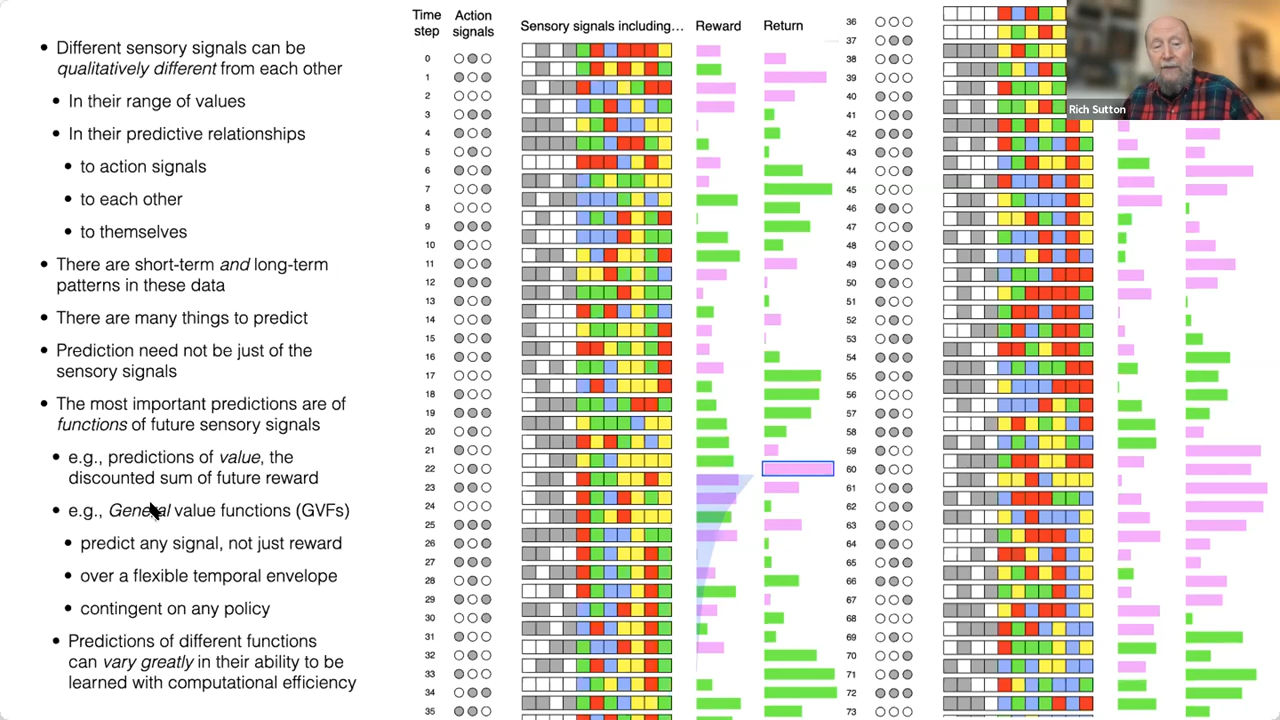 • Different sensory signals can be
qualitatively different from each other
• In their range of values
• In their predictive relationships
• to action signals
• to each other
• to themselves
• There are short-term and long-term
patterns in these data
• There are many things to predict
• Prediction need not be just of the
sensory signals
• The most important predictions are of
functions of future sensory signals
• e.g., predictions of value, the
discounted sum of future reward
• e.g., General value functions (GVFs)
• predict any signal, not just reward
• over a flexible temporal envelope
• contingent on any policy
• Predictions of different functions
can vary greatly in their ability to be
learned with computational efficiency
Time
step
Action
signals
Sensory signals including…
Reward
Return
0
1
2
3
4
5
6
7
8
9
10
11
12
13
14
15
16
17
18
19
20
21
22
23
24
25
26
27
28
29
30
31
32
33
34
35
36
37
38
39
40
41
42
43
44
45
46
47
48
49
50
51
52
53
54
55
56
57
58
59
60
61
62
63
64
65
66
67
68
69
70
71
72
73
Rich Sutton